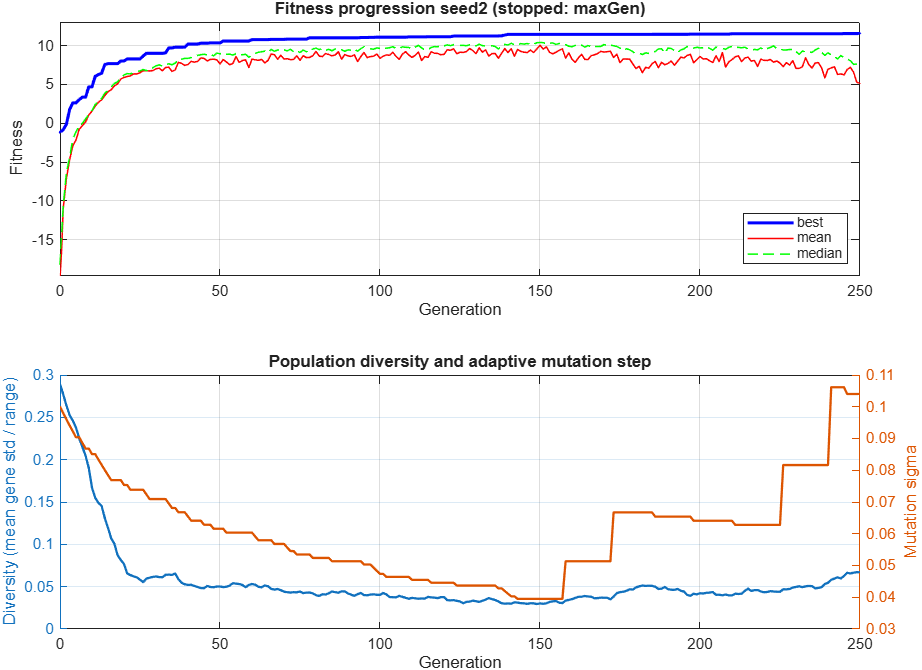 Fitness progression seed2 (stopped: maxGen)
10
5
0
-5
-10
-15
Fitness
best
mean
median
0 50 100 150 200 250
Generation
Population diversity and adaptive mutation step
0.3
0.25
0.2
0.15
0.1
0.05
0
Diversity (mean gene std / range)
0.11
0.1
0.09
0.08
0.07
0.06
0.05
0.04
0.03
Mutation sigma
0 50 100 150 200 250
Generation